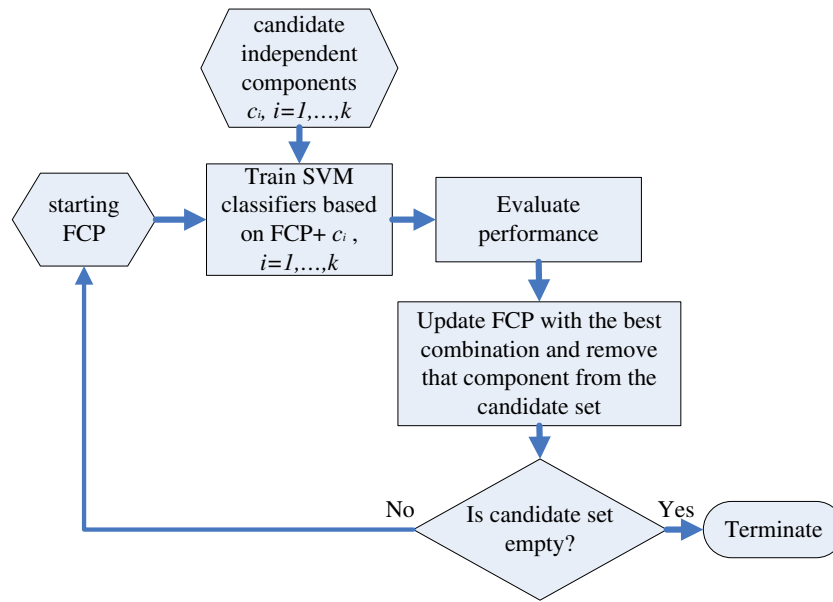 candidate
independent
components
cᵢ, i=1,...,k
starting
FCP
Train SVM
classifiers based
on FCP+ cᵢ ,
i=1,...,k
Evaluate
performance
Update FCP with the best
combination and remove
that component from the
candidate set
Is candidate set
empty?
No
Yes
Terminate